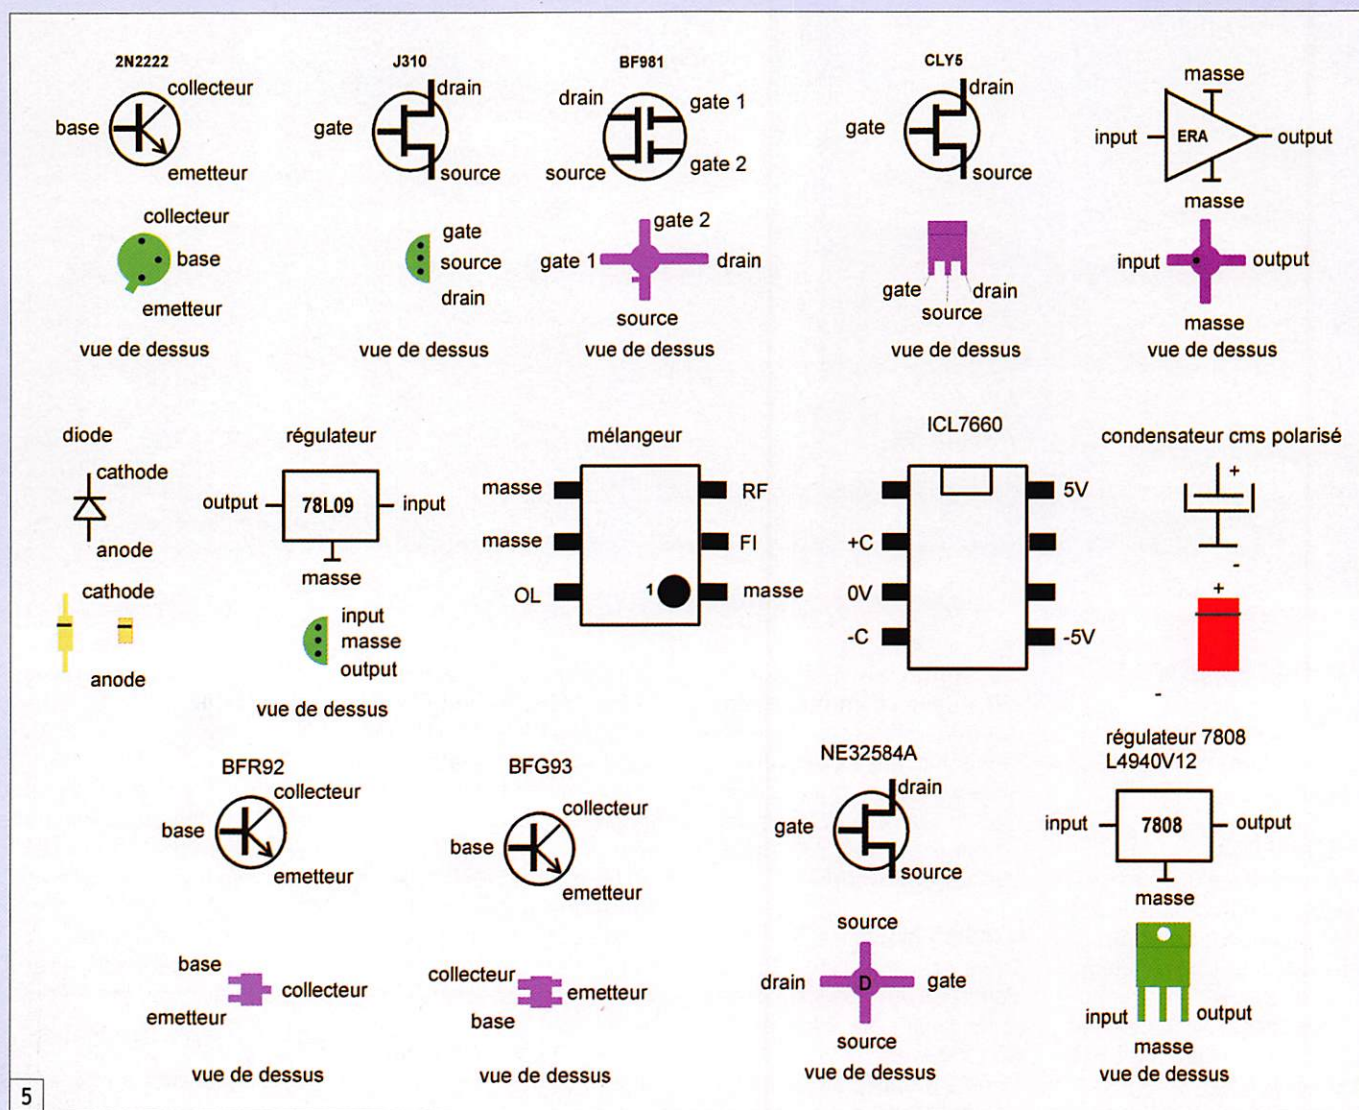 2N2222
collecteur
base
emetteur
collecteur
base
emetteur
vue de dessus
J310
drain
gate
source
gate
source
drain
vue de dessus
BF981
drain
gate 1
source
gate 2
gate 2
gate 1
drain
source
vue de dessus
CLY5
drain
gate
source
gate
drain
source
vue de dessus
masse
input
ERA
output
masse
input
output
masse
vue de dessus
diode
cathode
anode
cathode
anode
régulateur
output
78L09
input
masse
input
masse
output
vue de dessus
mélangeur
masse
RF
masse
FI
OL
1
masse
ICL7660
5V
+C
0V
-C
-5V
condensateur cms polarisé
+
-
+
-
BFR92
collecteur
base
emetteur
base
collecteur
emetteur
vue de dessus
BFG93
collecteur
base
emetteur
collecteur
emetteur
base
vue de dessus
NE32584A
drain
gate
source
source
drain
D
gate
source
vue de dessus
régulateur 7808
L4940V12
input
7808
output
masse
input
output
masse
vue de dessus
5